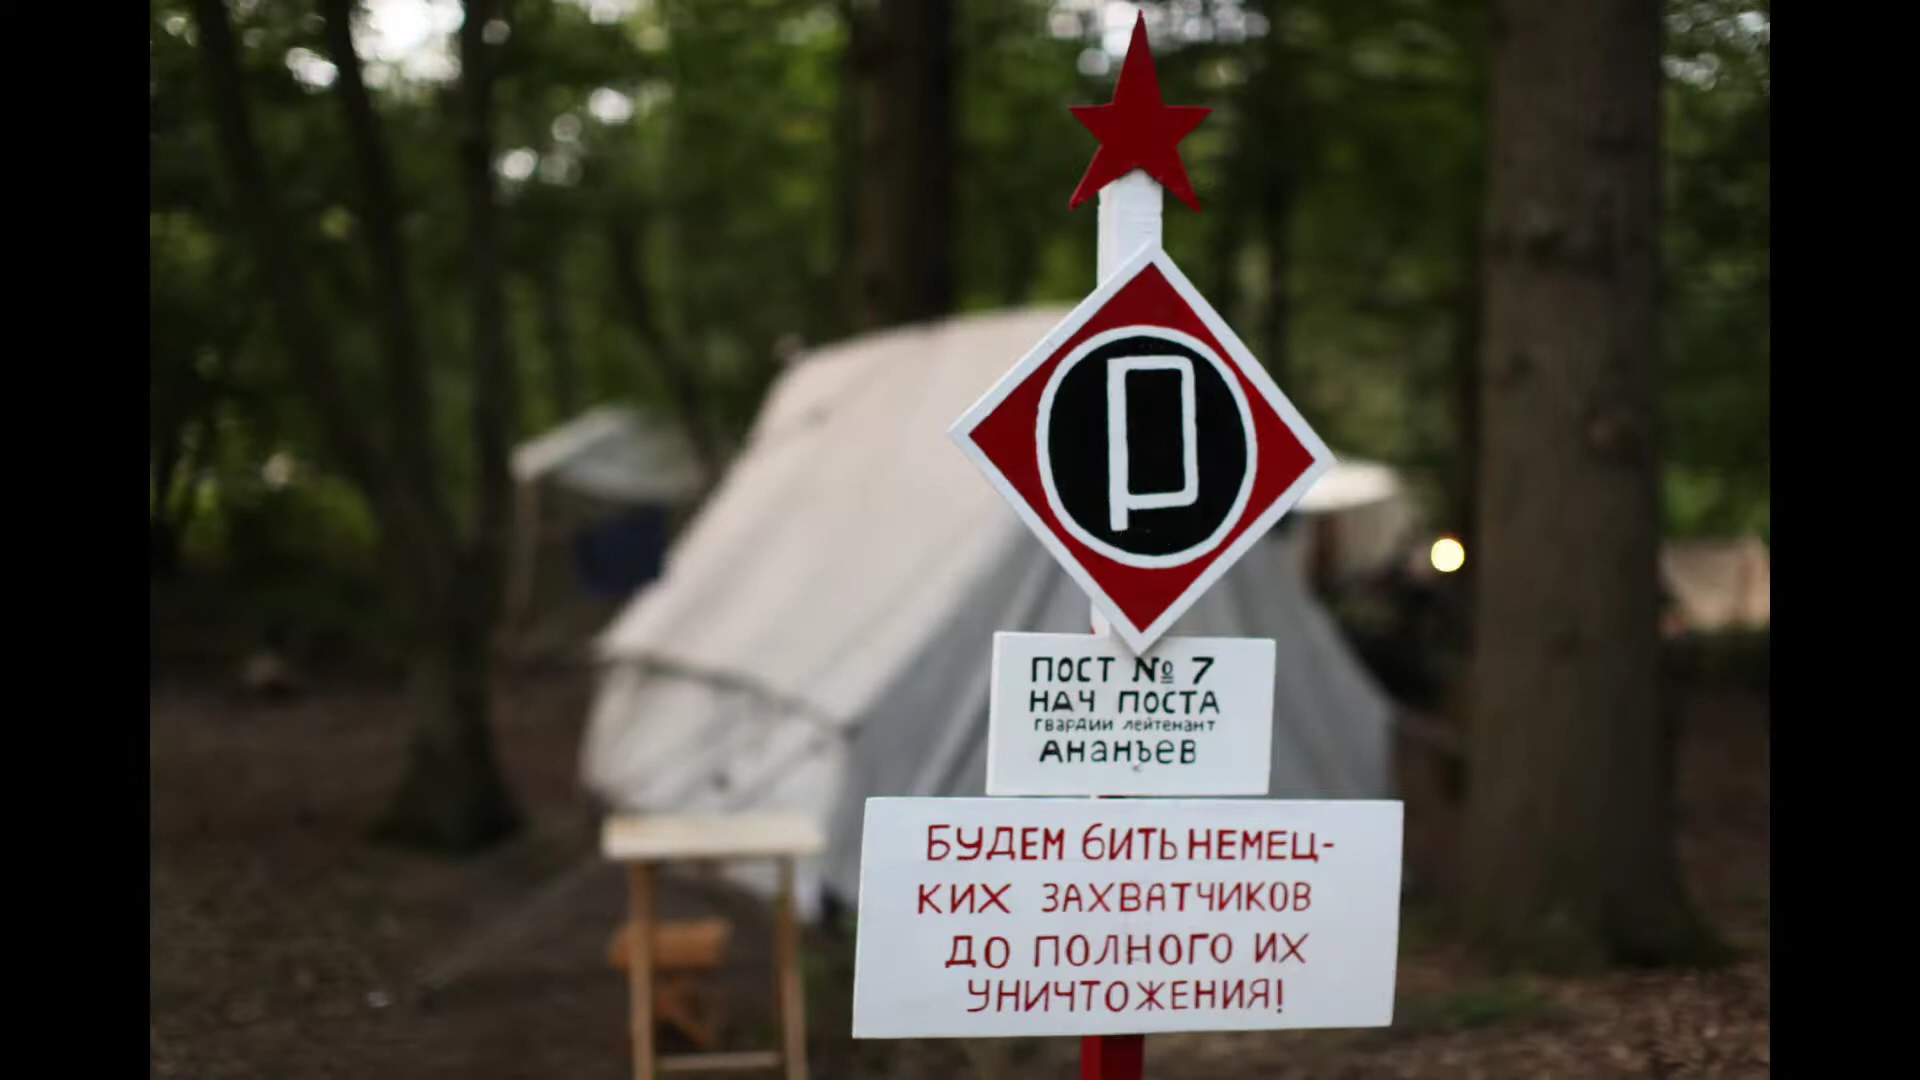 Р
ПОСТ № 7
НАЧ ПОСТА
ГВАРДИИ ЛЕЙТЕНАНТ
АНАНЪЕВ
БУДЕМ БИТЬ НЕМЕЦ-
КИХ ЗАХВАТЧИКОВ
ДО ПОЛНОГО ИХ
УНИЧТОЖЕНИЯ!